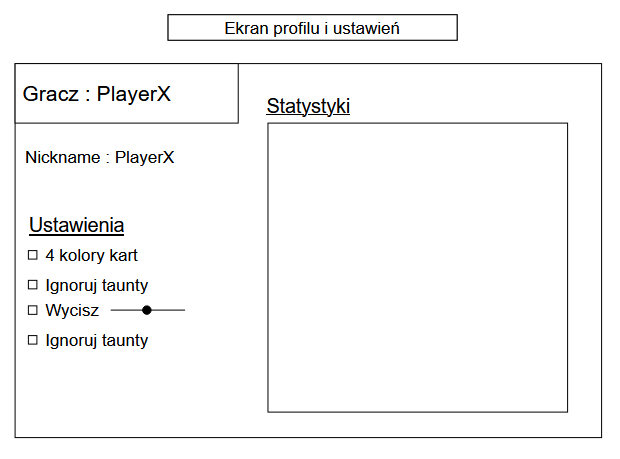 Ekran profilu i ustawień
Gracz : PlayerX
Nickname : PlayerX
Ustawienia
4 kolory kart
Ignoruj taunty
Wycisz
Ignoruj taunty
Statystyki